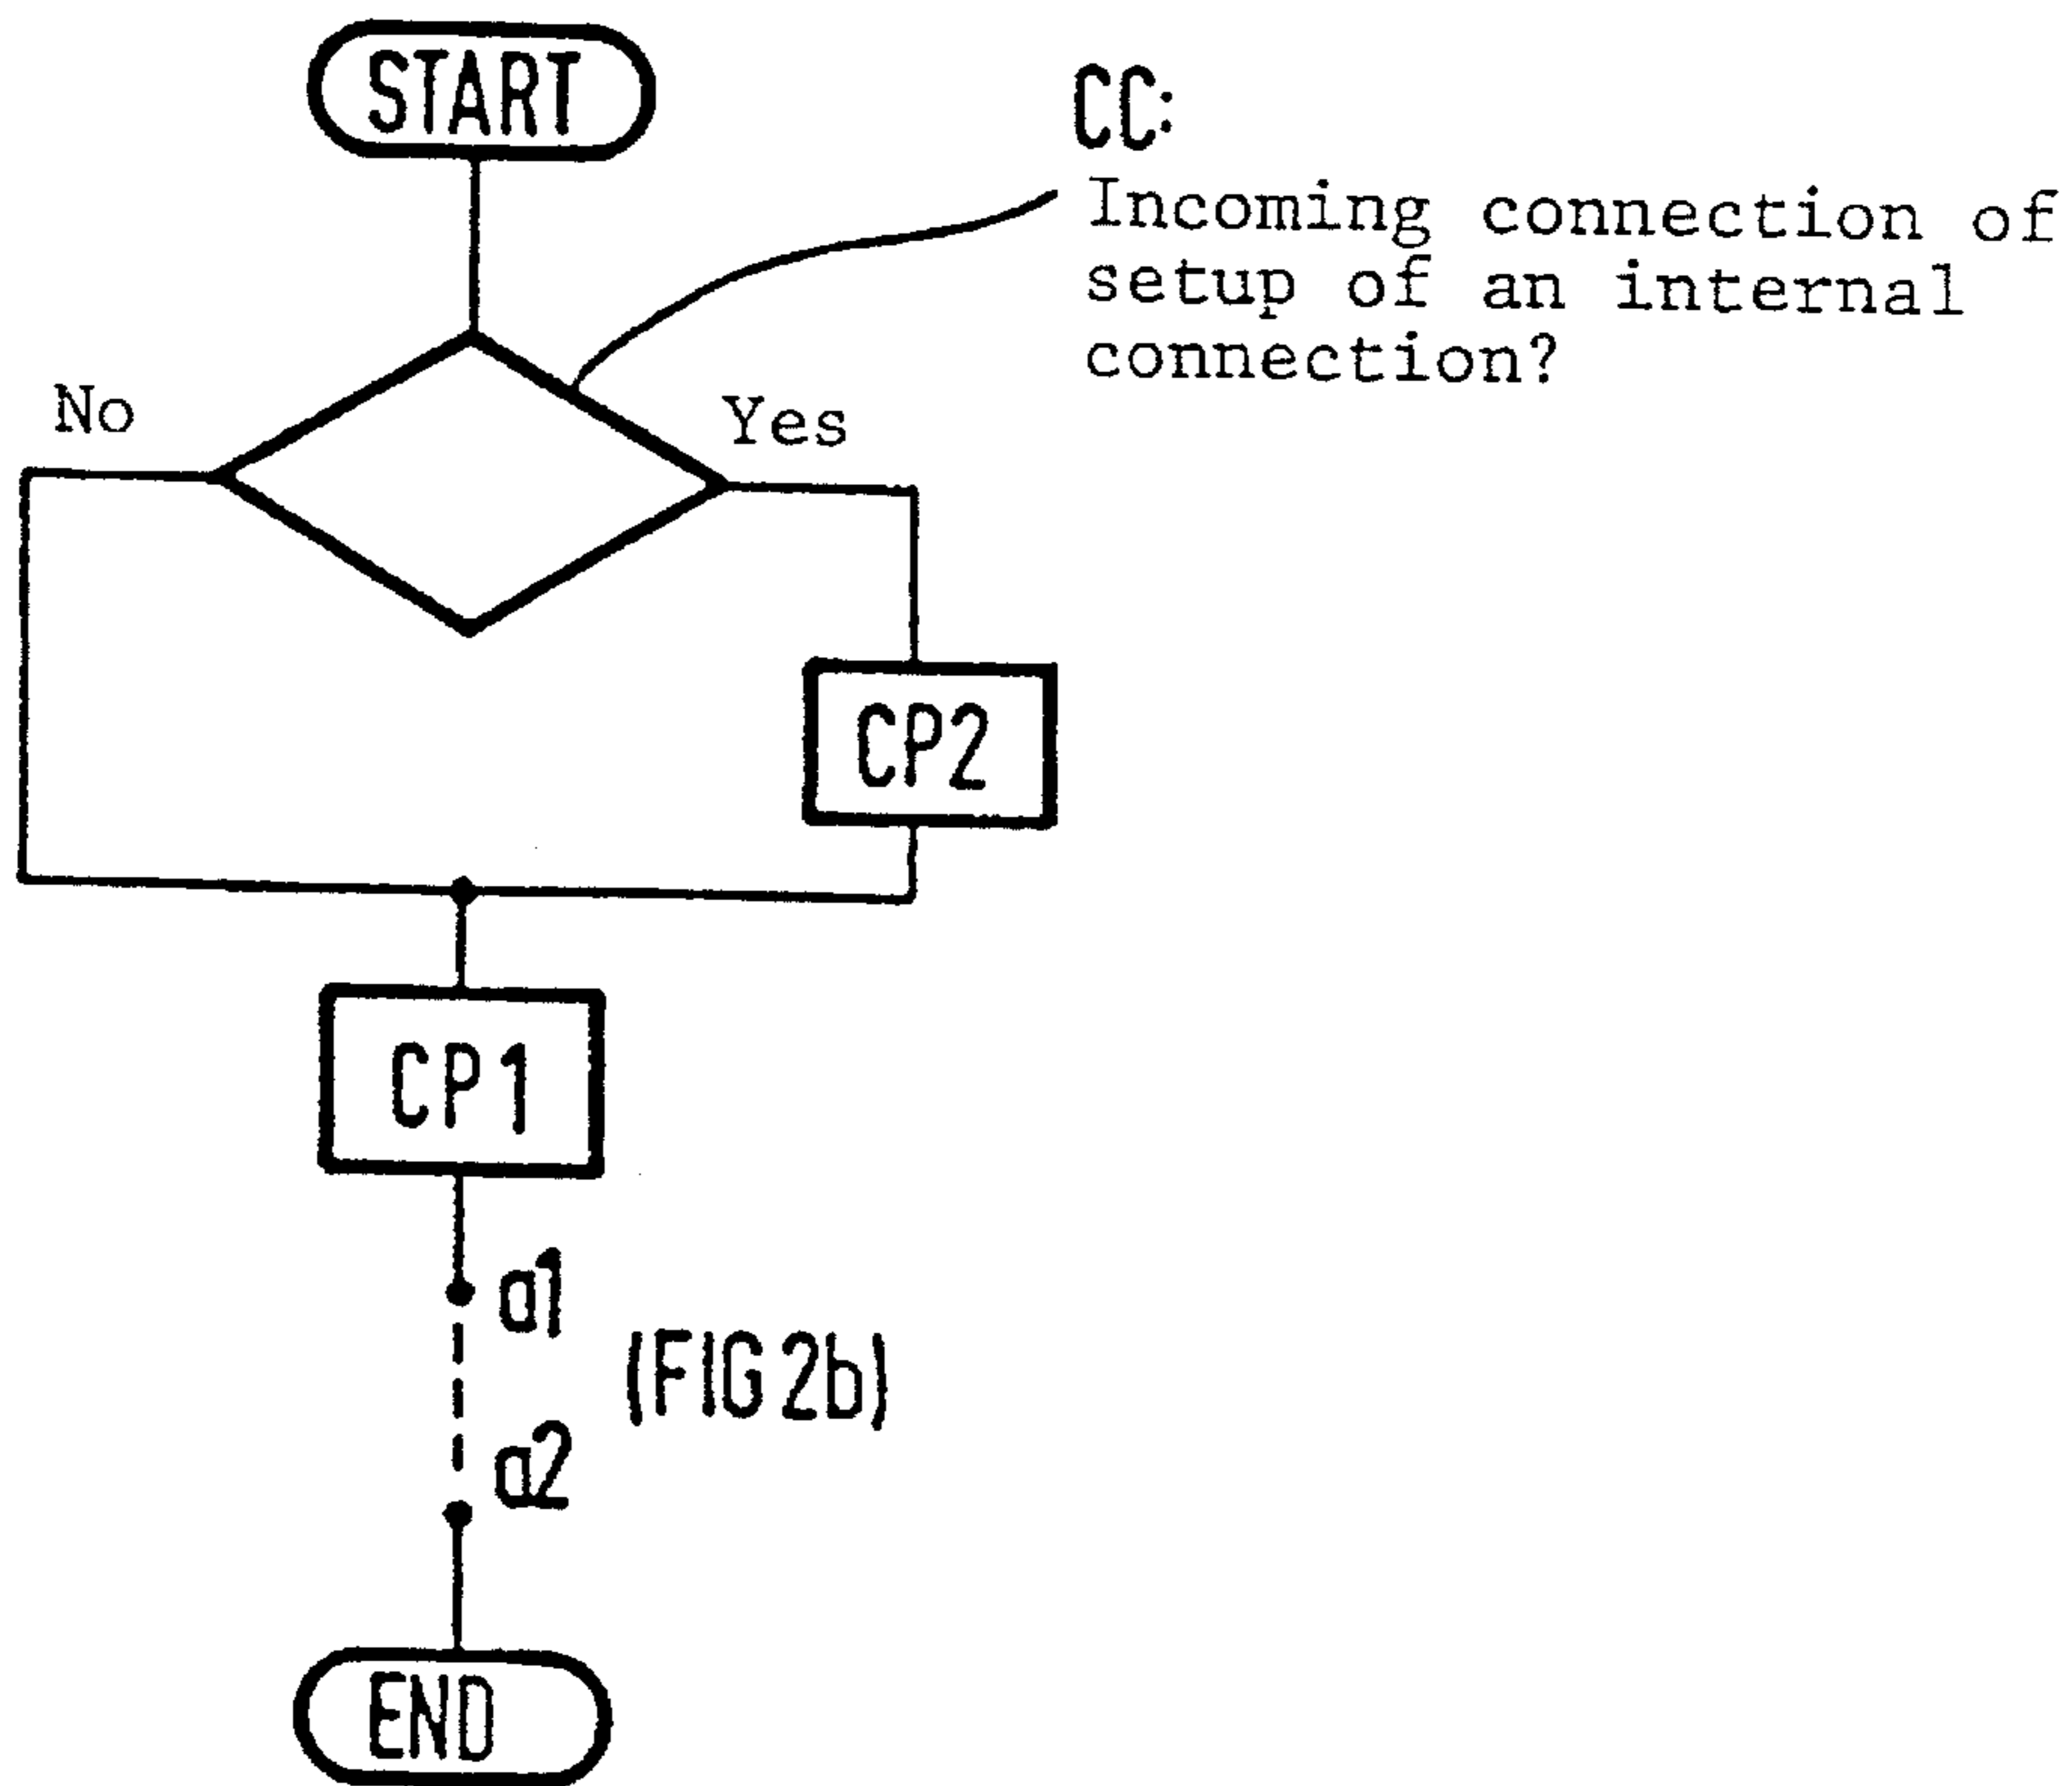 START
CC:
Incoming connection of
setup of an internal
connection?
No
Yes
CP2
CP1
a1
(FIG 2b)
a2
END